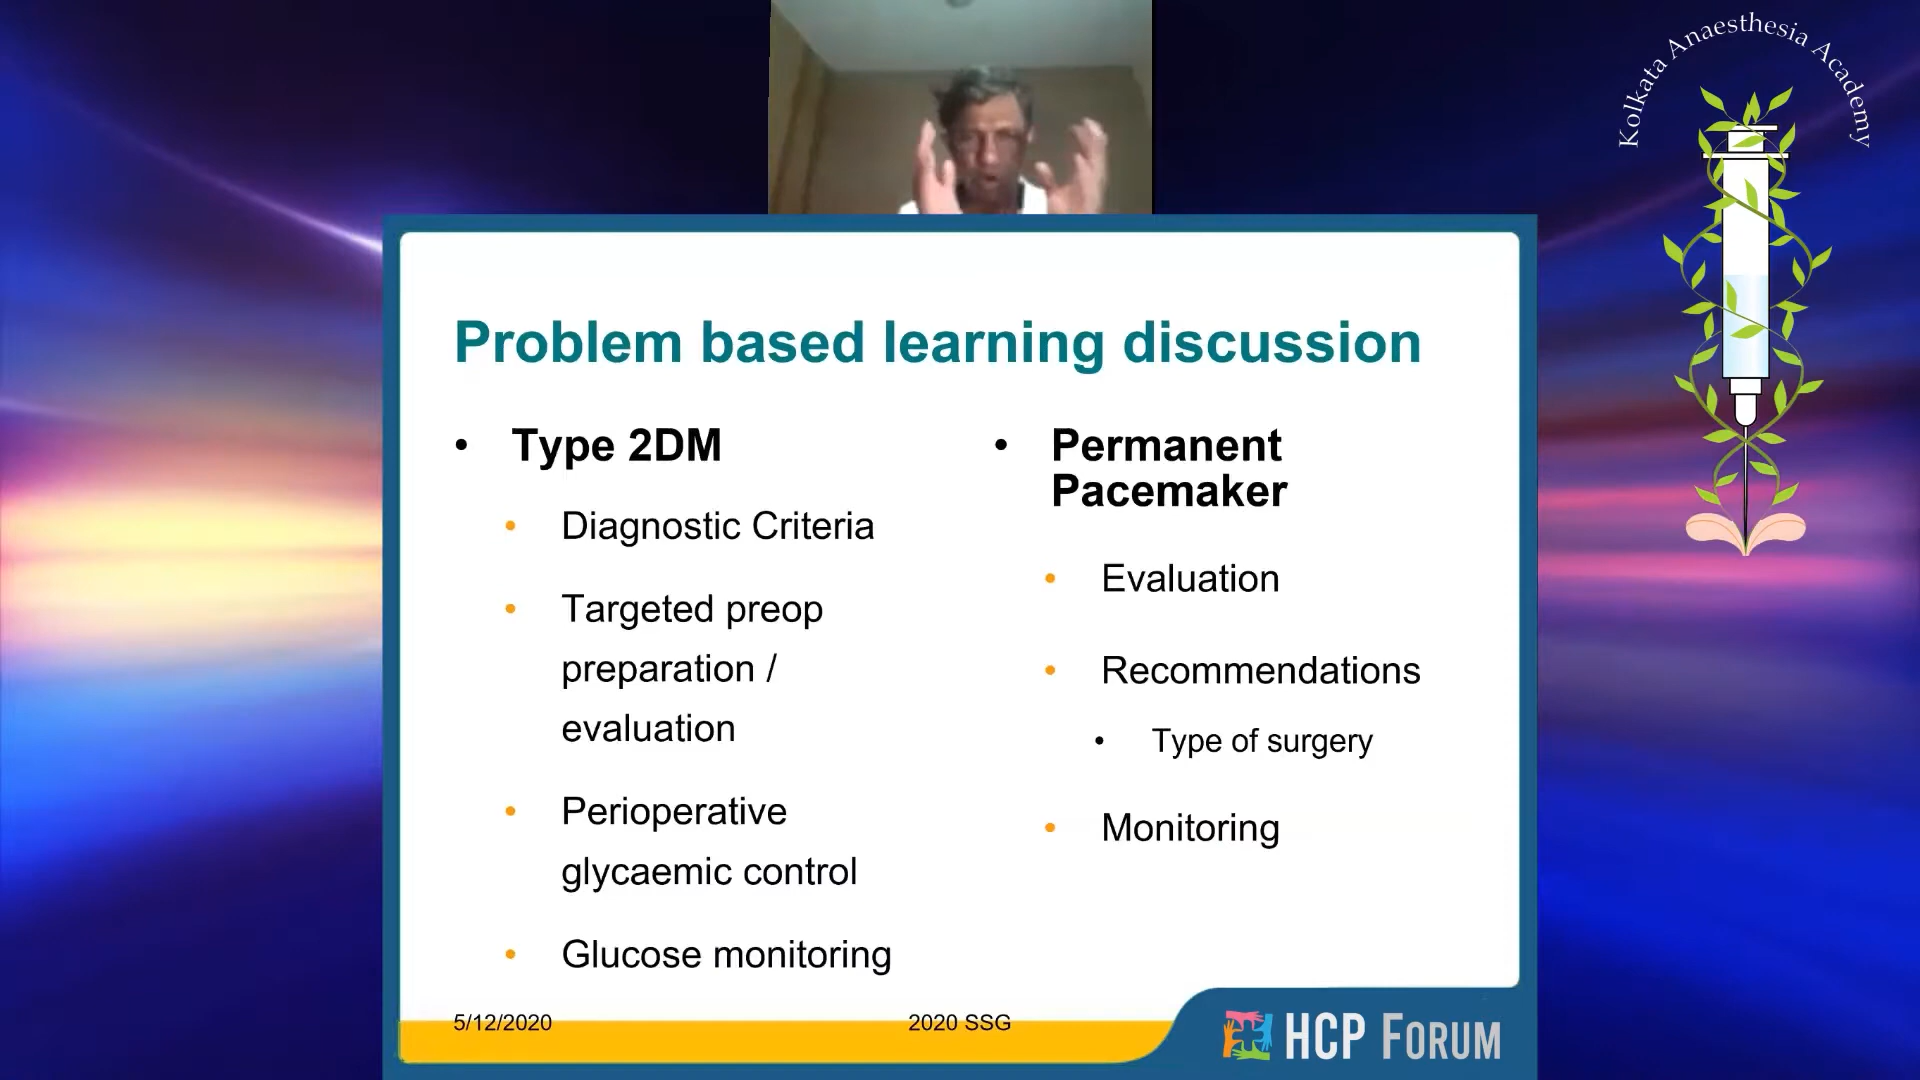 Kolkata Anaesthesia Academy
Problem based learning discussion
• Type 2DM
• Diagnostic Criteria
• Targeted preop
preparation /
evaluation
• Perioperative
glycaemic control
• Glucose monitoring
• Permanent
Pacemaker
• Evaluation
• Recommendations
• Type of surgery
• Monitoring
5/12/2020
2020 SSG
HCP FORUM